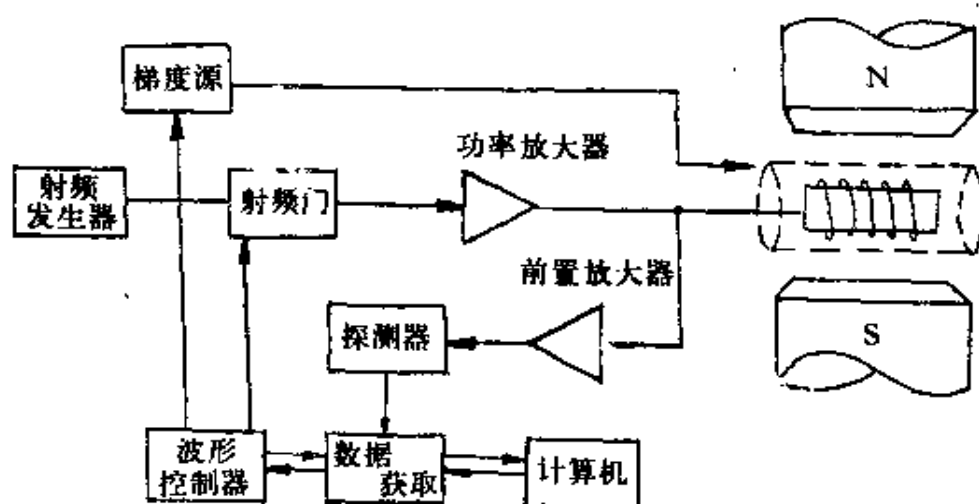 梯度源
N
功率放大器
射频
发生器
射频门
前置放大器
探测器
S
波形
控制器
数据
获取
计算机